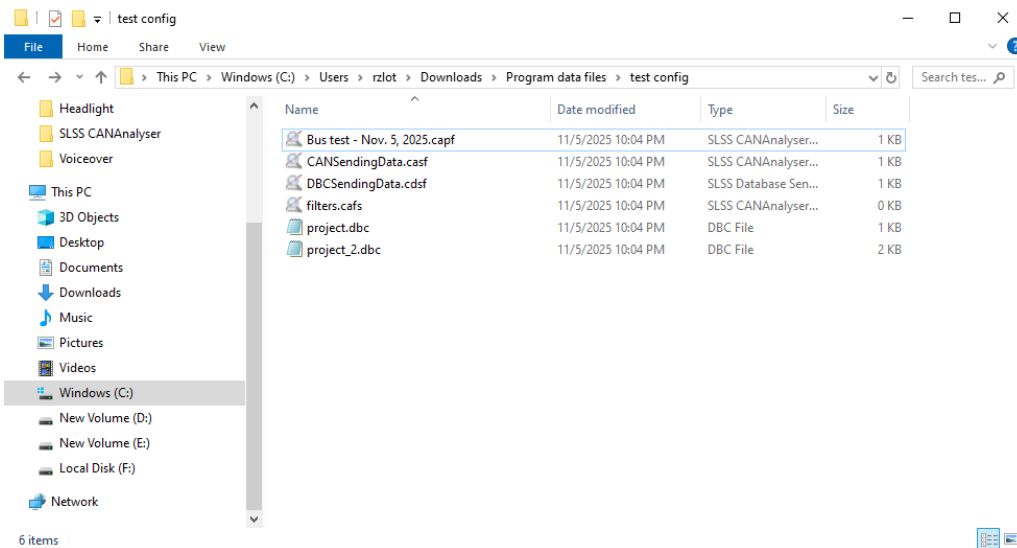 test config
File Home Share View
This PC > Windows (C:) > Users > rzlot > Downloads > Program data files > test config
Search tes...
Headlight
SLSS CANAnalyser
Voiceover
This PC
3D Objects
Desktop
Documents
Downloads
Music
Pictures
Videos
Windows (C:)
New Volume (D:)
New Volume (E:)
Local Disk (F:)
Network
Name Date modified Type Size
Bus test - Nov. 5, 2025.capf 11/5/2025 10:04 PM SLSS CANAnalyser... 1 KB
CANSendingData.casf 11/5/2025 10:04 PM SLSS CANAnalyser... 1 KB
DBCSendingData.cdsf 11/5/2025 10:04 PM SLSS Database Sen... 1 KB
filters.cafs 11/5/2025 10:04 PM SLSS CANAnalyser... 0 KB
project.dbc 11/5/2025 10:04 PM DBC File 1 KB
project_2.dbc 11/5/2025 10:04 PM DBC File 2 KB
6 items